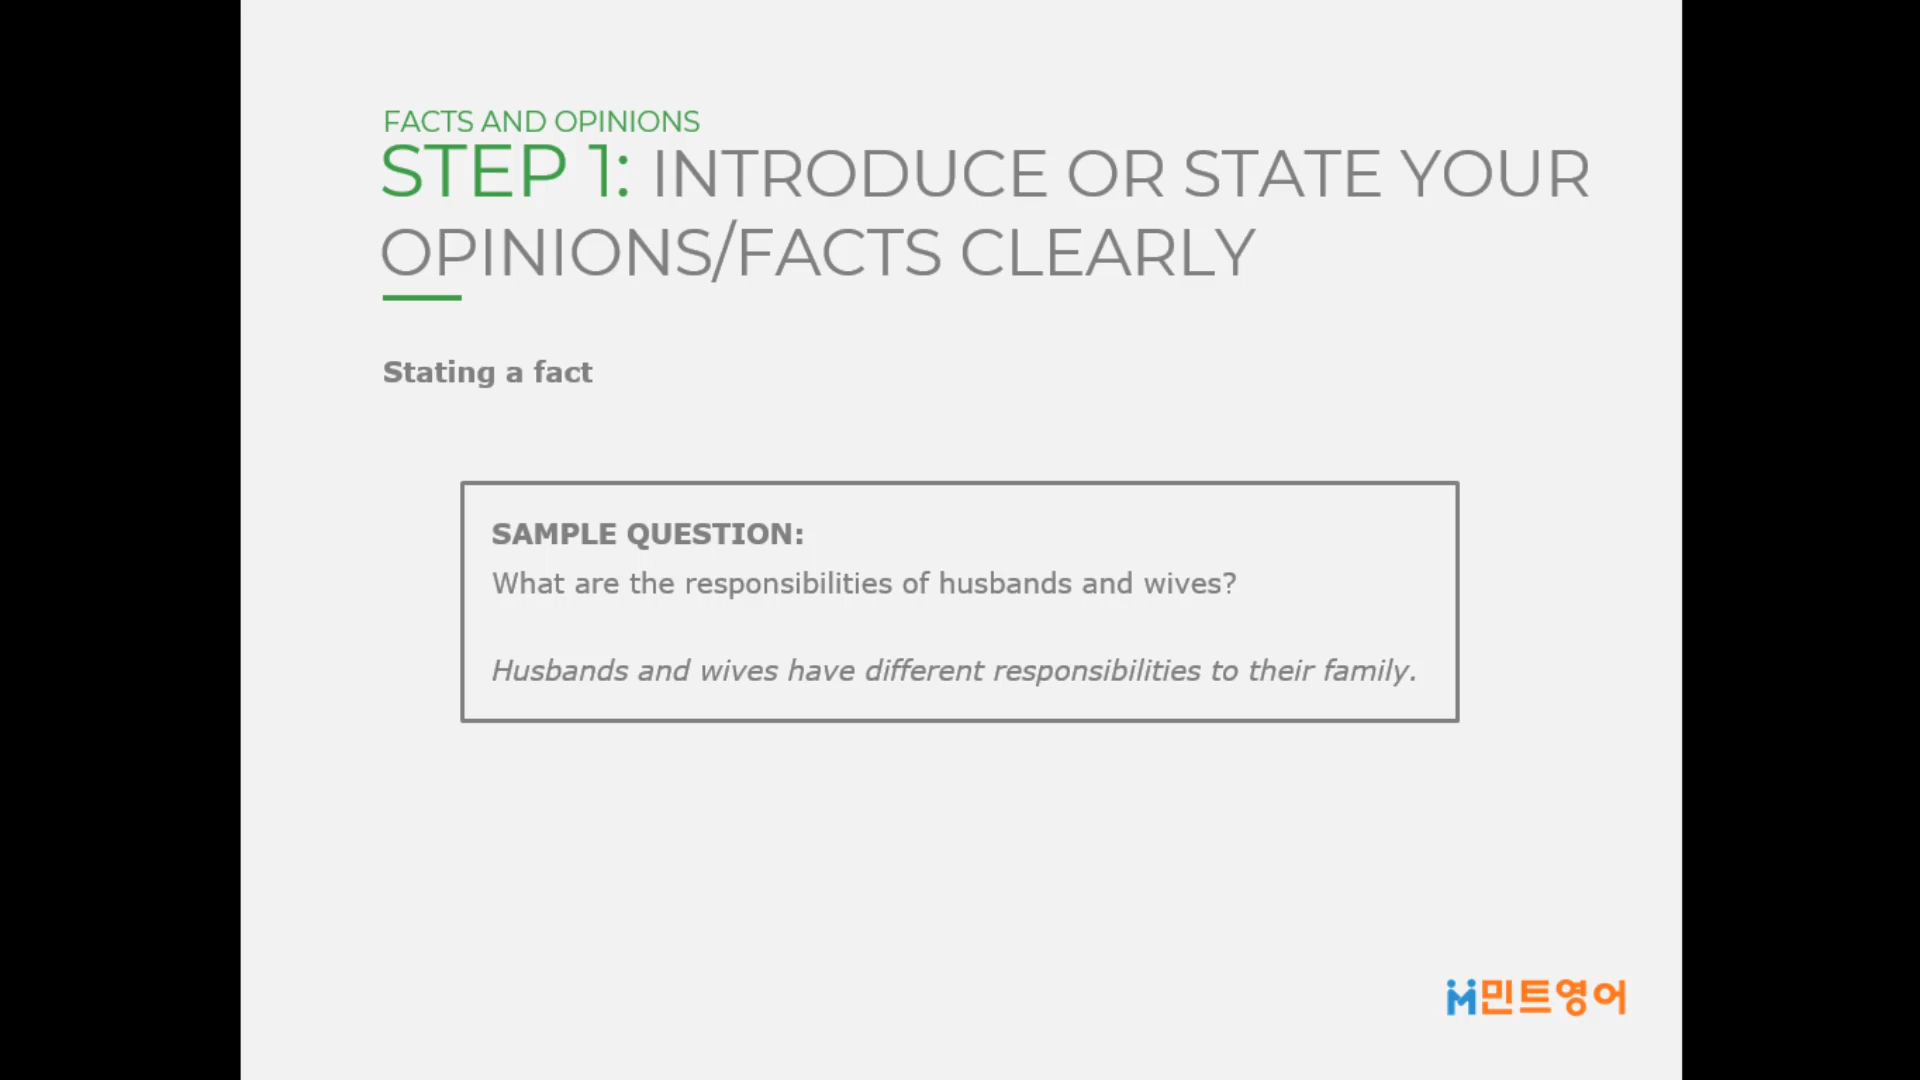 FACTS AND OPINIONS
STEP 1: INTRODUCE OR STATE YOUR
OPINIONS/FACTS CLEARLY
Stating a fact
SAMPLE QUESTION:
What are the responsibilities of husbands and wives?
Husbands and wives have different responsibilities to their family.
민트영어